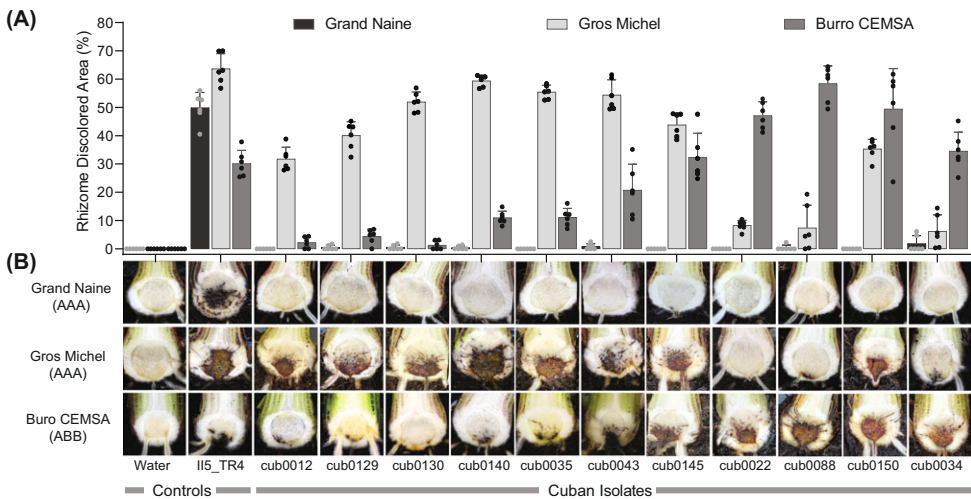 (A)
Grand Naine
Gros Michel
Burro CEMSA
Rhizome Discolored Area (%)
80
70
60
50
40
30
20
10
0
(B)
Grand Naine
(AAA)
Gros Michel
(AAA)
Buro CEMSA
(ABB)
Water II5_TR4 cub0012 cub0129 cub0130 cub0140 cub0035 cub0043 cub0145 cub0022 cub0088 cub0150 cub0034
Controls Cuban Isolates